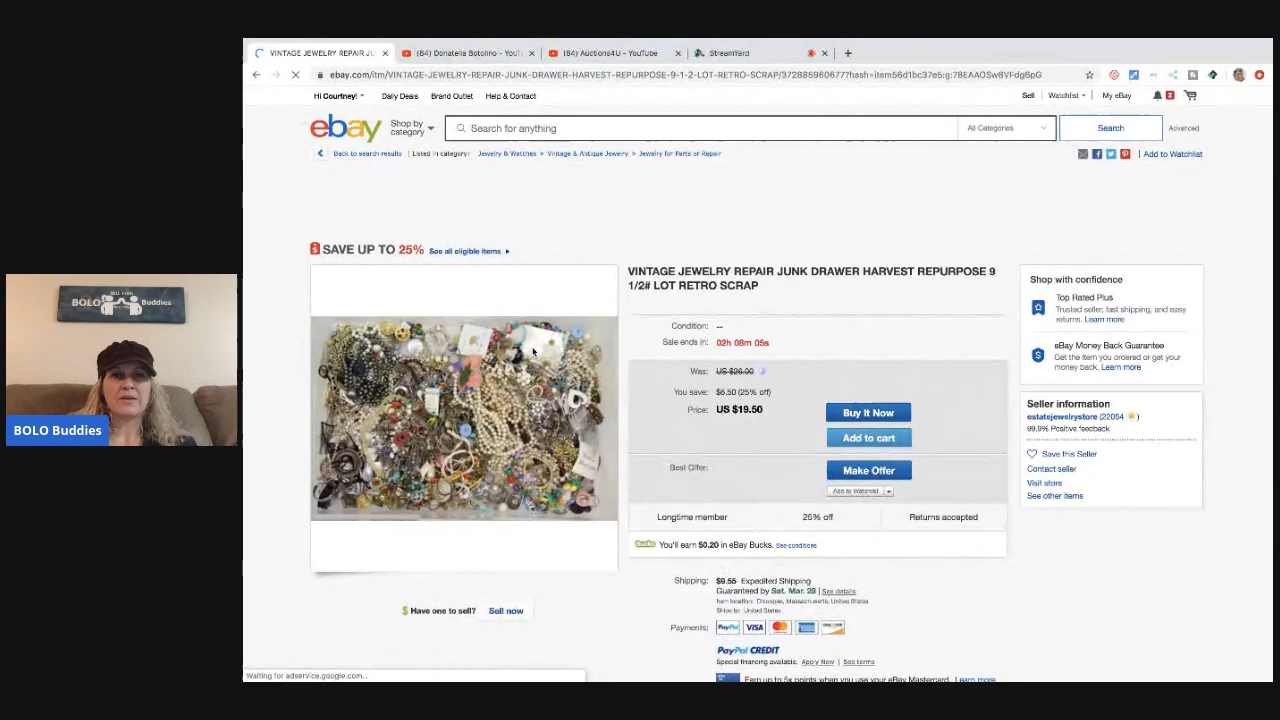 VINTAGE JEWELRY REPAIR JU
(84) Donatella Botolino - YouT
(84) Auctions4U - YouTube
StreamYard
ebay.com/itm/VINTAGE-JEWELRY-REPAIR-JUNK-DRAWER-HARVEST-REPURPOSE-9-1-2-LOT-RETRO-SCRAP/372885960677?hash=item56d1bc37e5:g:78EAAOSw8VFdg6pG
Hi Courtney!
Daily Deals
Brand Outlet
Help & Contact
Sell
Watchlist
My eBay
2
ebay
Shop by
category
Search for anything
All Categories
Search
Advanced
Back to search results
Listed in category:
Jewelry & Watches > Vintage & Antique Jewelry > Jewelry for Parts or Repair
Add to Watchlist
SAVE UP TO 25% See all eligible items
VINTAGE JEWELRY REPAIR JUNK DRAWER HARVEST REPURPOSE 9
1/2# LOT RETRO SCRAP
Condition: --
Sale ends in: 02h 08m 05s
Was: US $26.00
You save: $6.50 (25% off)
Price: US $19.50
Buy It Now
Add to cart
Best Offer:
Make Offer
Add to Watchlist
Longtime member
25% off
Returns accepted
You'll earn $0.20 in eBay Bucks. See conditions
Shipping: $9.55 Expedited Shipping
Guaranteed by Sat. Mar. 28 | See details
Item location: Chicopee, Massachusetts, United States
Ships to: United States
Payments:
PayPal VISA
PayPal CREDIT
Special financing available. Apply Now | See terms
Earn up to 5x points when you use your eBay Mastercard. Learn more
Shop with confidence
Top Rated Plus
Trusted seller, fast shipping, and easy
returns. Learn more
eBay Money Back Guarantee
Get the item you ordered or get your
money back. Learn more
Seller information
estatejewelrystore (22054)
99.9% Positive feedback
Save this Seller
Contact seller
Visit store
See other items
Have one to sell? Sell now
Waiting for adservice.google.com...
BOLO Buddies
BOLO Buddies